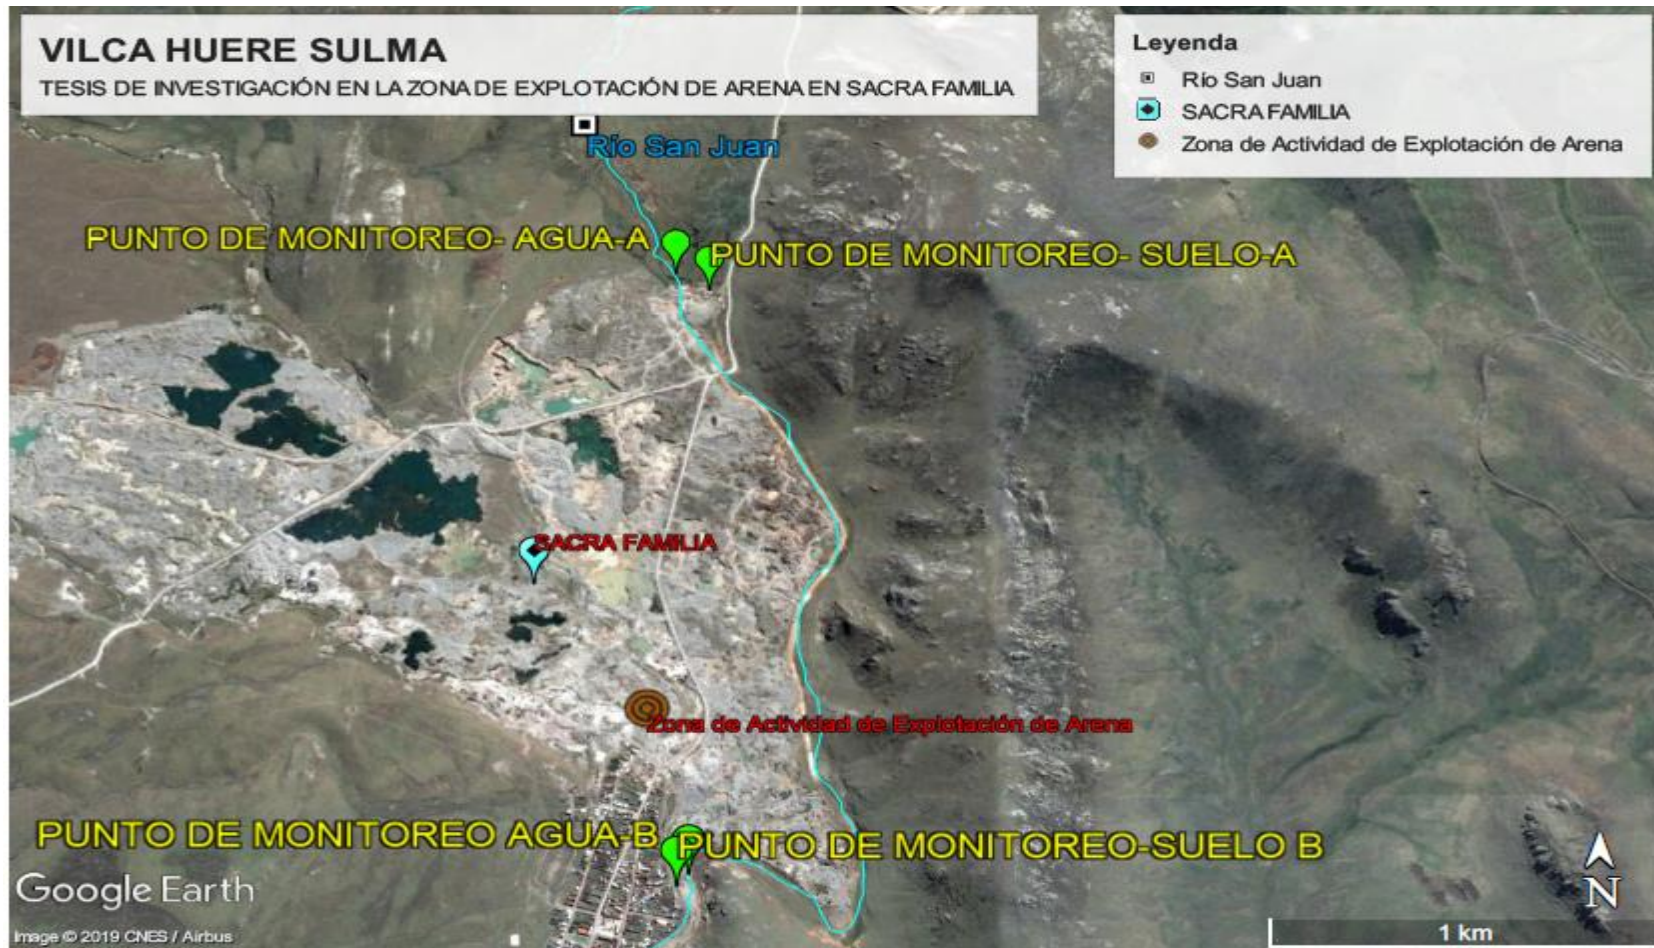 VILCA HUERE SULMA
TESIS DE INVESTIGACIÓN EN LA ZONA DE EXPLOTACIÓN DE ARENA EN SACRA FAMILIA
Leyenda
Río San Juan
SACRA FAMILIA
Zona de Actividad de Explotación de Arena
Río San Juan
PUNTO DE MONITOREO- AGUA-A
PUNTO DE MONITOREO- SUELO-A
SACRA FAMILIA
Zona de Actividad de Explotación de Arena
PUNTO DE MONITOREO AGUA-B
PUNTO DE MONITOREO-SUELO B
Google Earth
Image © 2019 CNES / Airbus
N
1 km